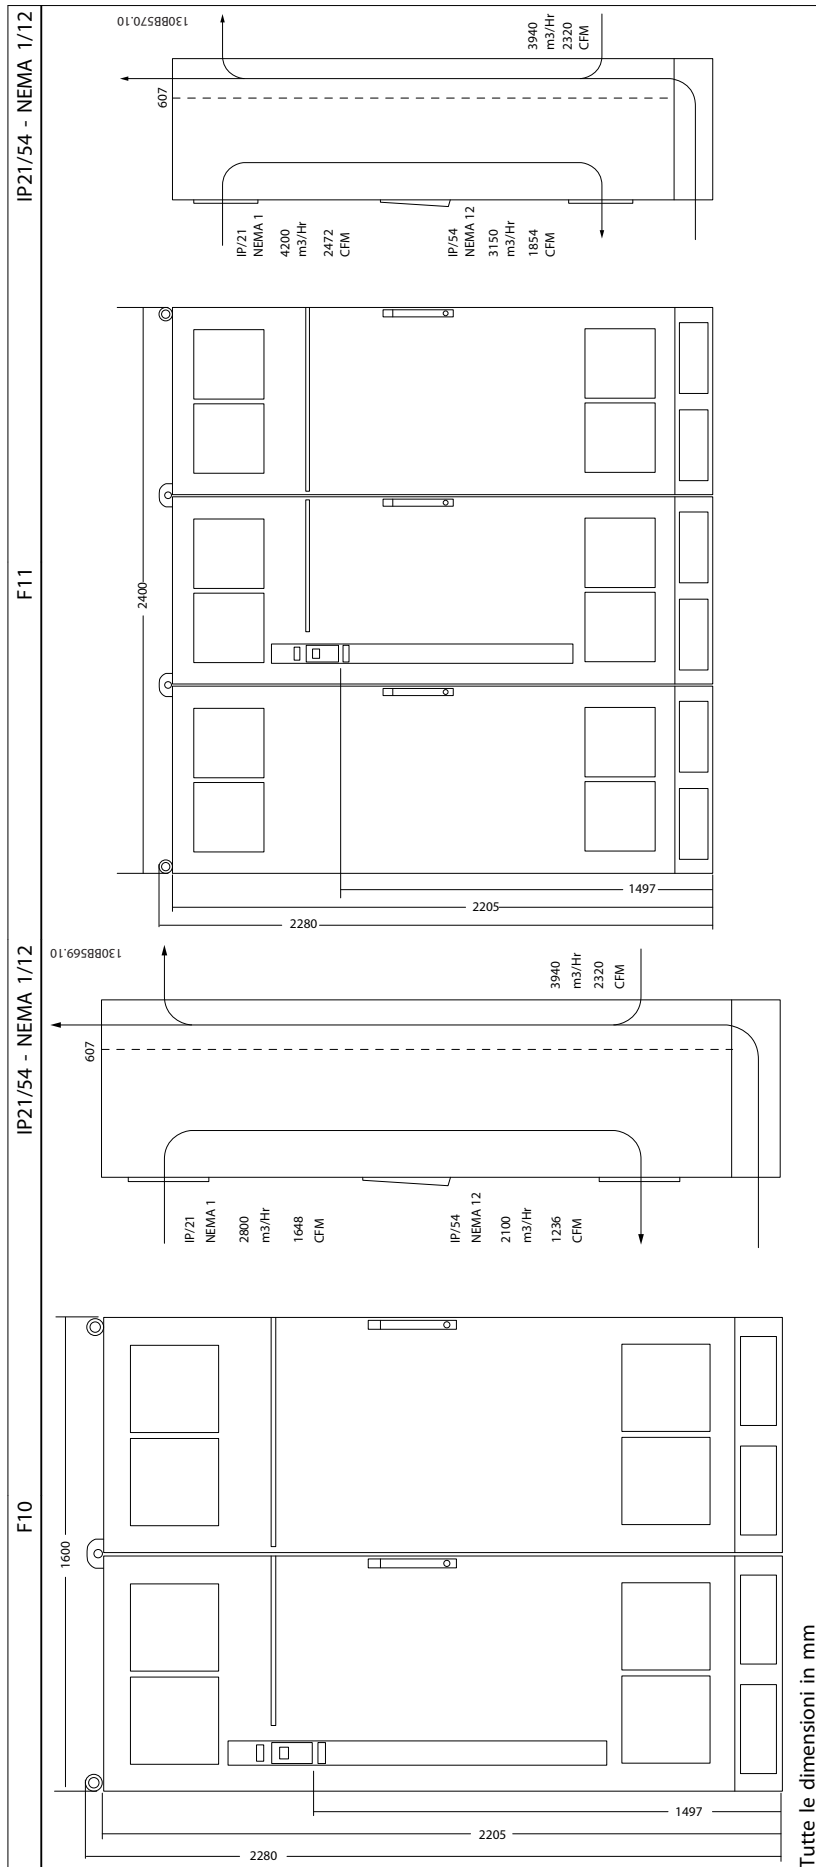 F10
IP21/54 - NEMA 1/12
F11
IP21/54 - NEMA 1/12
1600
2280
2205
1497
130BB569.10
607
IP/21
NEMA 1
2800
m3/Hr
1648
CFM
IP/54
NEMA 12
2100
m3/Hr
1236
CFM
3940
m3/Hr
2320
CFM
2400
2280
2205
1497
130BB570.10
607
IP/21
NEMA 1
4200
m3/Hr
2472
CFM
IP/54
NEMA 12
3150
m3/Hr
1854
CFM
3940
m3/Hr
2320
CFM
Tutte le dimensioni in mm